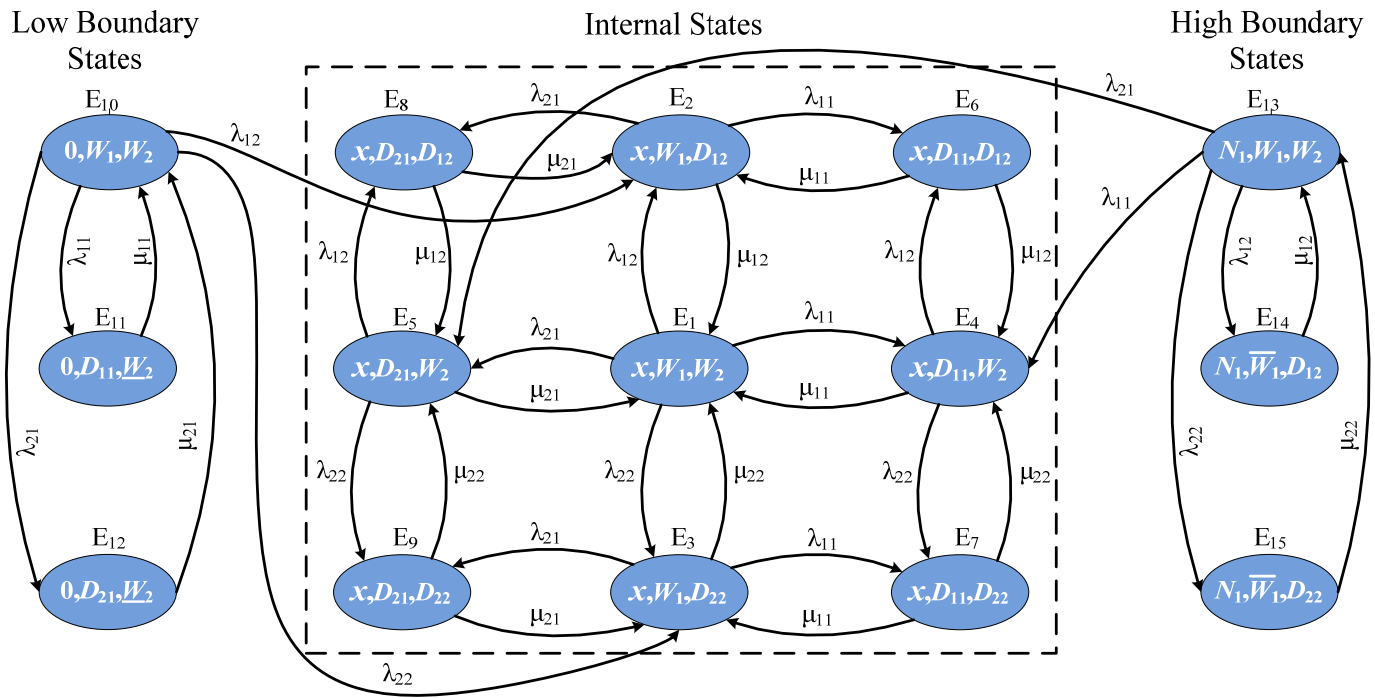 Low Boundary
States
Internal States
High Boundary
States
E₁₀
E₈
E₂
E₆
E₁₃
λ₂₁
λ₁₁
λ₂₁
λ₁₂
0,W₁,W₂
x,D₂₁,D₁₂
x,W₁,D₁₂
x,D₁₁,D₁₂
N₁,W₁,W₂
μ₂₁
μ₁₁
λ₁₁
λ₁₁
μ₁₁
λ₁₂
μ₁₂
λ₁₂
μ₁₂
λ₁₂
μ₁₂
λ₁₂
μ₁₂
E₁₁
E₅
E₁
E₄
E₁₄
λ₂₁
λ₁₁
0,D₁₁,W̲₂
x,D₂₁,W₂
x,W₁,W₂
x,D₁₁,W₂
N₁,W̅₁,D₁₂
μ₂₁
μ₁₁
λ₂₁
μ₂₁
λ₂₂
μ₂₂
λ₂₂
μ₂₂
λ₂₂
μ₂₂
λ₂₂
μ₂₂
E₁₂
E₉
E₃
E₇
E₁₅
λ₂₁
λ₁₁
0,D₂₁,W̲₂
x,D₂₁,D₂₂
x,W₁,D₂₂
x,D₁₁,D₂₂
N₁,W̅₁,D₂₂
μ₂₁
μ₁₁
λ₂₂